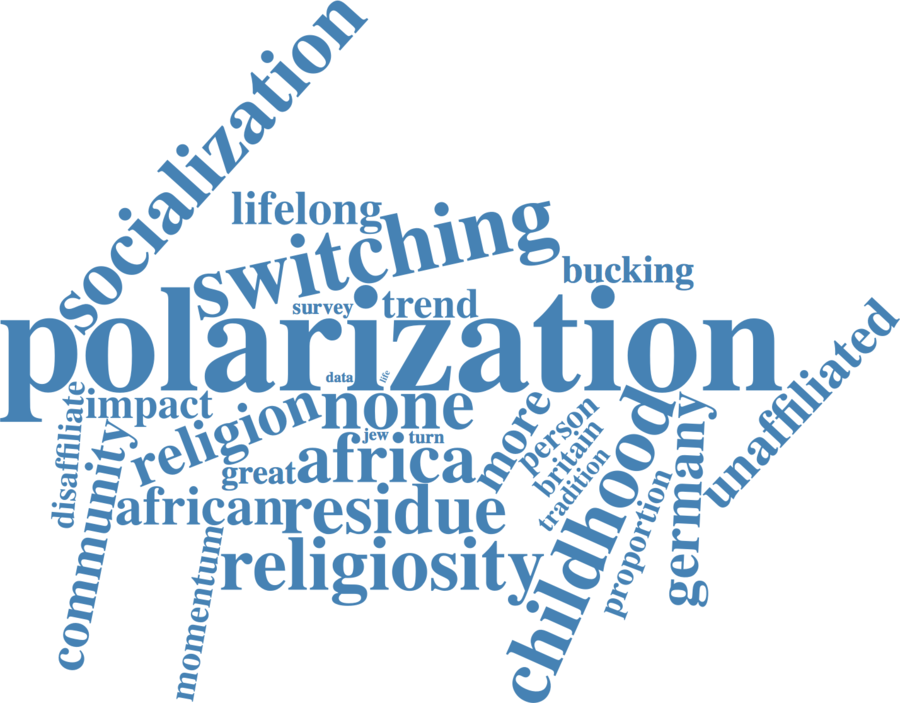 socialization
lifelong
switching
bucking
survey
trend
polarization
unaffiliated
data
life
disaffiliate
impact
religion
none
more
person
childhood
germany
community
jew
turn
great
africa
britain
tradition
proportion
african
residue
momentum
religiosity